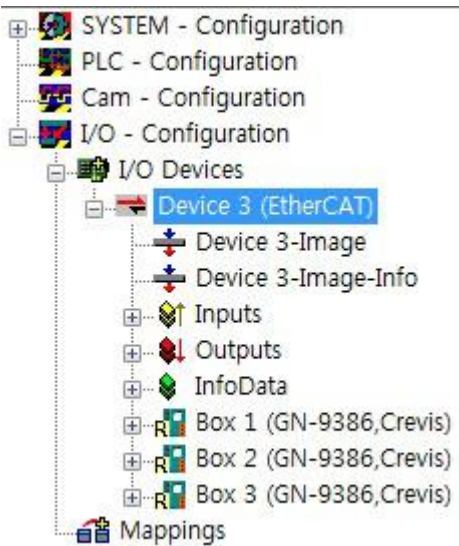 SYSTEM - Configuration
PLC - Configuration
Cam - Configuration
I/O - Configuration
I/O Devices
Device 3 (EtherCAT)
Device 3-Image
Device 3-Image-Info
Inputs
Outputs
InfoData
R Box 1 (GN-9386,Crevis)
R Box 2 (GN-9386,Crevis)
R Box 3 (GN-9386,Crevis)
Mappings